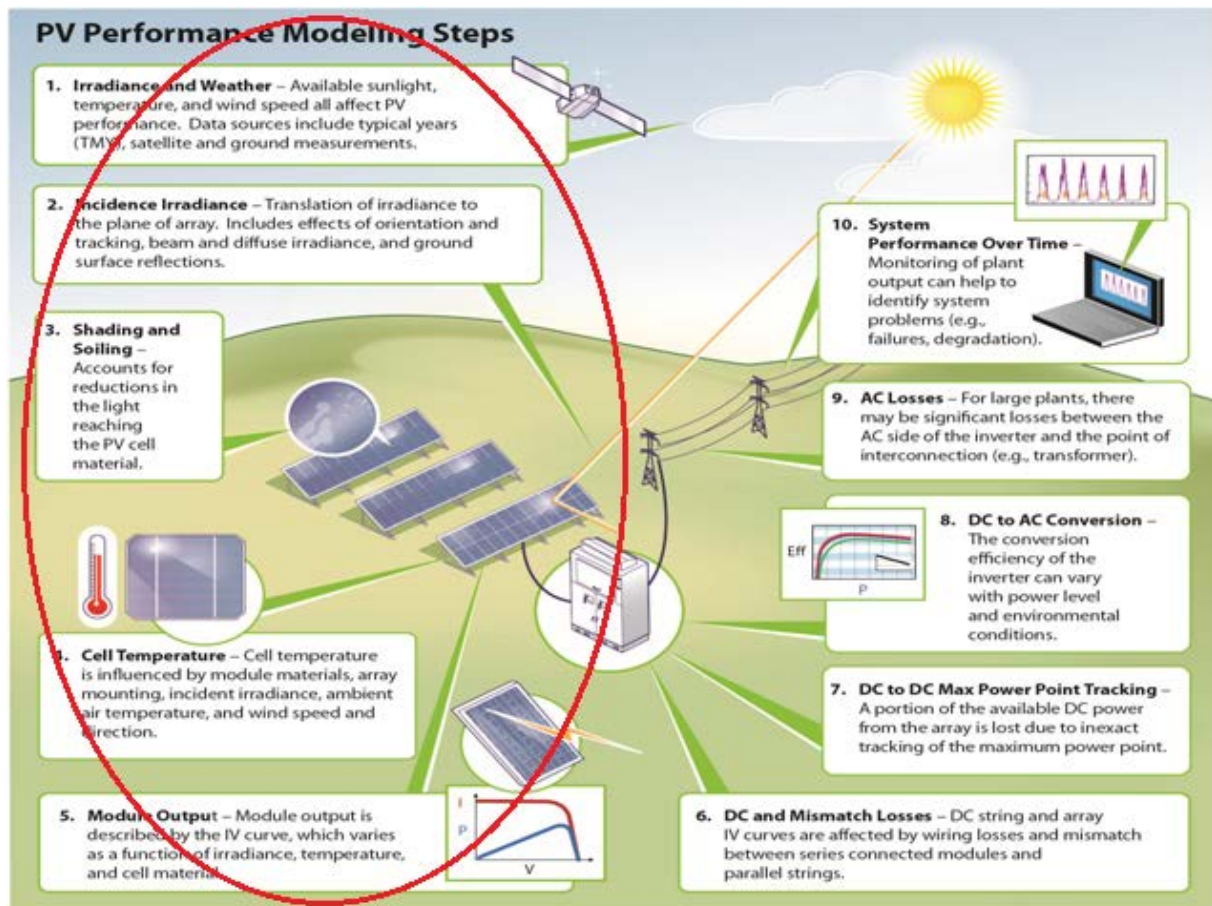 PV Performance Modeling Steps
1. Irradiance and Weather – Available sunlight,
temperature, and wind speed all affect PV
performance. Data sources include typical years
(TMY), satellite and ground measurements.
2. Incidence Irradiance – Translation of irradiance to
the plane of array. Includes effects of orientation and
tracking, beam and diffuse irradiance, and ground
surface reflections.
3. Shading and
Soiling –
Accounts for
reductions in
the light
reaching
the PV cell
material.
4. Cell Temperature – Cell temperature
is influenced by module materials, array
mounting, incident irradiance, ambient
air temperature, and wind speed and
direction.
5. Module Output – Module output is
described by the IV curve, which varies
as a function of irradiance, temperature,
and cell material.
I
P
V
6. DC and Mismatch Losses – DC string and array
IV curves are affected by wiring losses and mismatch
between series connected modules and
parallel strings.
7. DC to DC Max Power Point Tracking –
A portion of the available DC power
from the array is lost due to inexact
tracking of the maximum power point.
Eff
P
8. DC to AC Conversion –
The conversion
efficiency of the
inverter can vary
with power level
and environmental
conditions.
9. AC Losses – For large plants, there
may be significant losses between the
AC side of the inverter and the point of
interconnection (e.g., transformer).
10. System
Performance Over Time –
Monitoring of plant
output can help to
identify system
problems (e.g.,
failures, degradation).